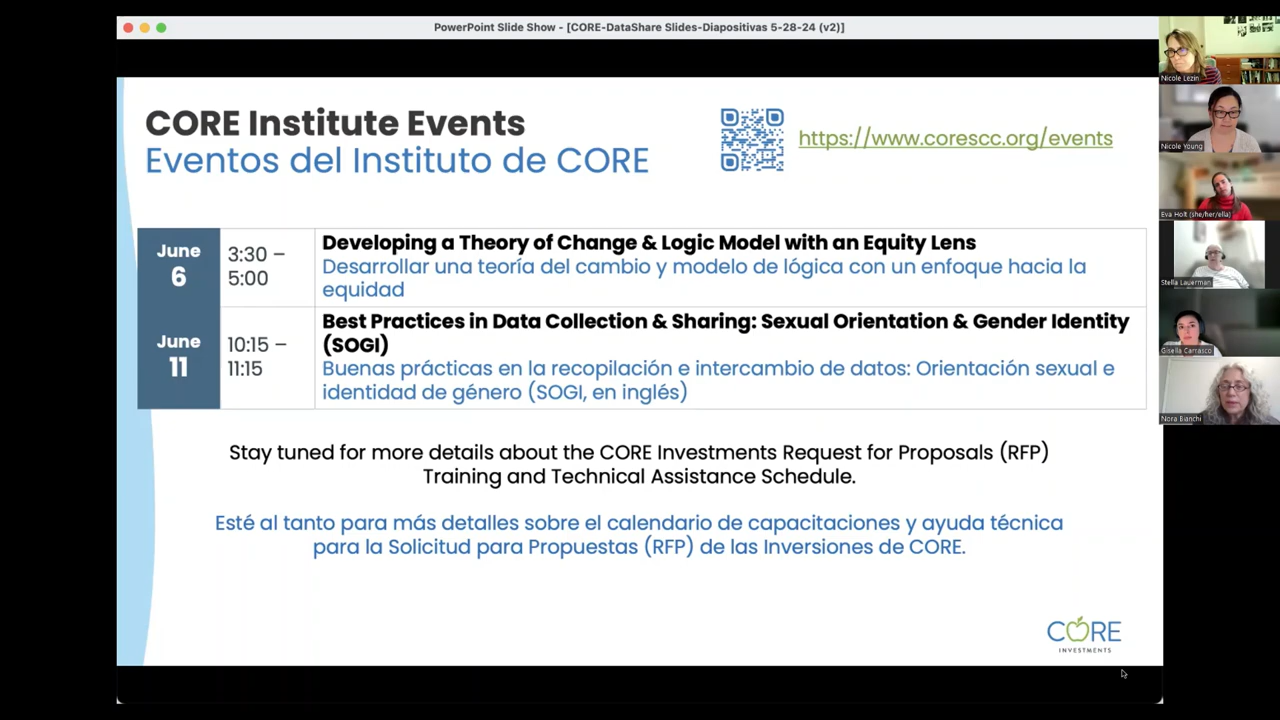 PowerPoint Slide Show - [CORE-DataShare Slides-Diapositivas 5-28-24 (v2)]
CORE Institute Events
Eventos del Instituto de CORE
https://www.corescc.org/events
June
6
3:30 –
5:00
Developing a Theory of Change & Logic Model with an Equity Lens
Desarrollar una teoría del cambio y modelo de lógica con un enfoque hacia la
equidad
June
11
10:15 –
11:15
Best Practices in Data Collection & Sharing: Sexual Orientation & Gender Identity
(SOGI)
Buenas prácticas en la recopilación e intercambio de datos: Orientación sexual e
identidad de género (SOGI, en inglés)
Stay tuned for more details about the CORE Investments Request for Proposals (RFP)
Training and Technical Assistance Schedule.
Esté al tanto para más detalles sobre el calendario de capacitaciones y ayuda técnica
para la Solicitud para Propuestas (RFP) de las Inversiones de CORE.
CORE
INVESTMENTS
Nicole Lezin
Nicole Young
Eva Holt (she/her/ella)
Stella Lauerman
Gisella Carrasco
Nora Bianchi